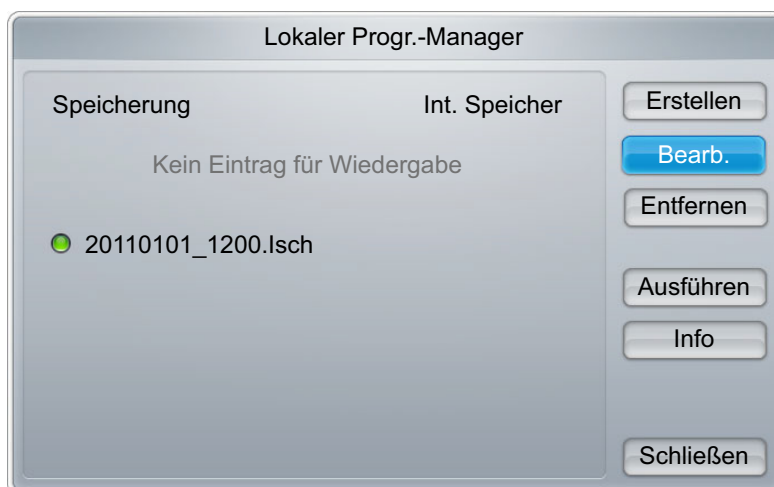 Lokaler Progr.-Manager
Speicherung Int. Speicher
Kein Eintrag für Wiedergabe
20110101_1200.lsch
Erstellen
Bearb.
Entfernen
Ausführen
Info
Schließen